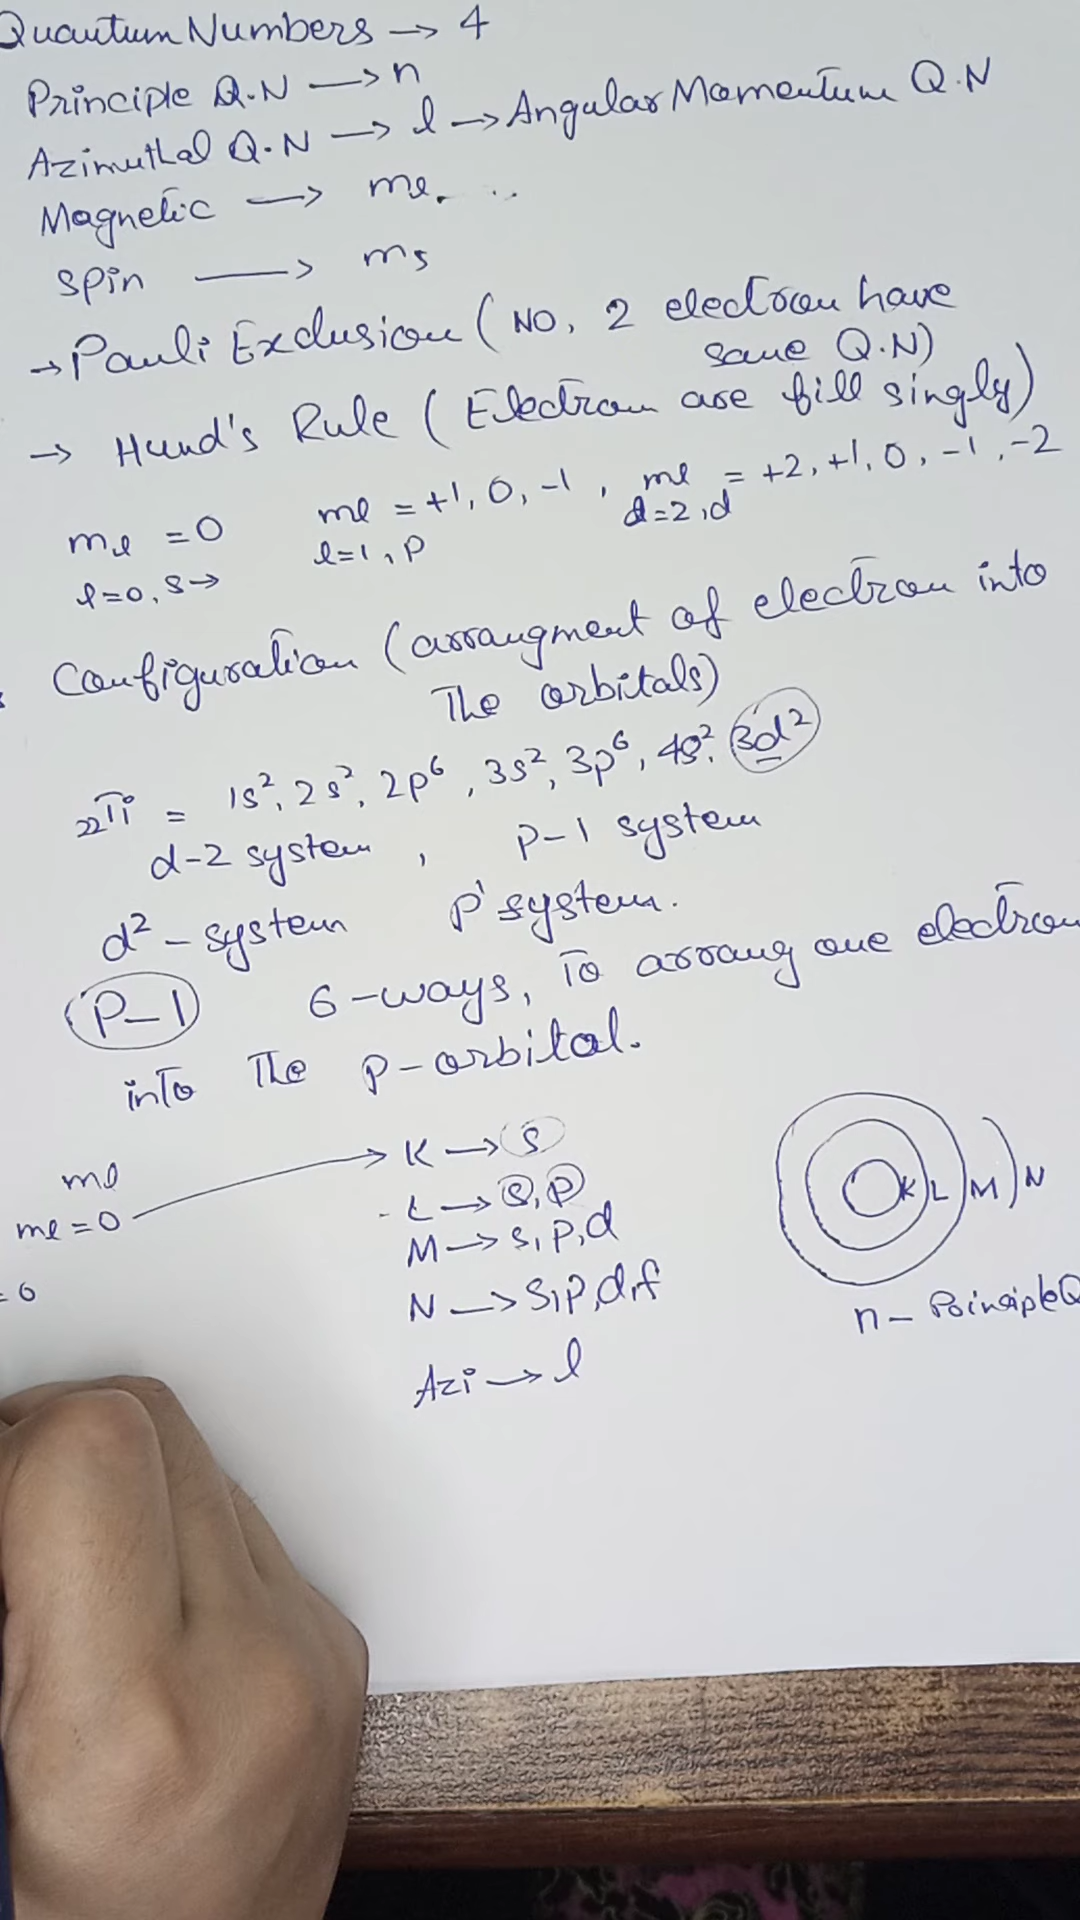 Quantum Numbers → 4
Principle Q.N → n
Azimuthal Q.N → l → Angular Momentum Q.N
Magnetic → ml.
Spin → ms
→ Pauli Exclusion (NO, 2 electron have
same Q.N)
→ Hund's Rule (Electron are fill singly)
ml = 0    ml = +1, 0, -1 , ml = +2, +1, 0, -1, -2
l=0, s→    l=1, p    d=2, d
Configuration (arrangment of electron into
The orbitals)
22Ti = 1s², 2s², 2p⁶, 3s², 3p⁶, 4s², 3d²
d-2 system , P-1 system
d² - system    p¹ system.
P-1    6-ways, To arrang one electron
into The p-orbital.
ml    K → s
ml = 0    L → s, p
M → s, p, d
= 0    N → s, p, d, f
Azi → l
K L M N
n - Poinciple Q